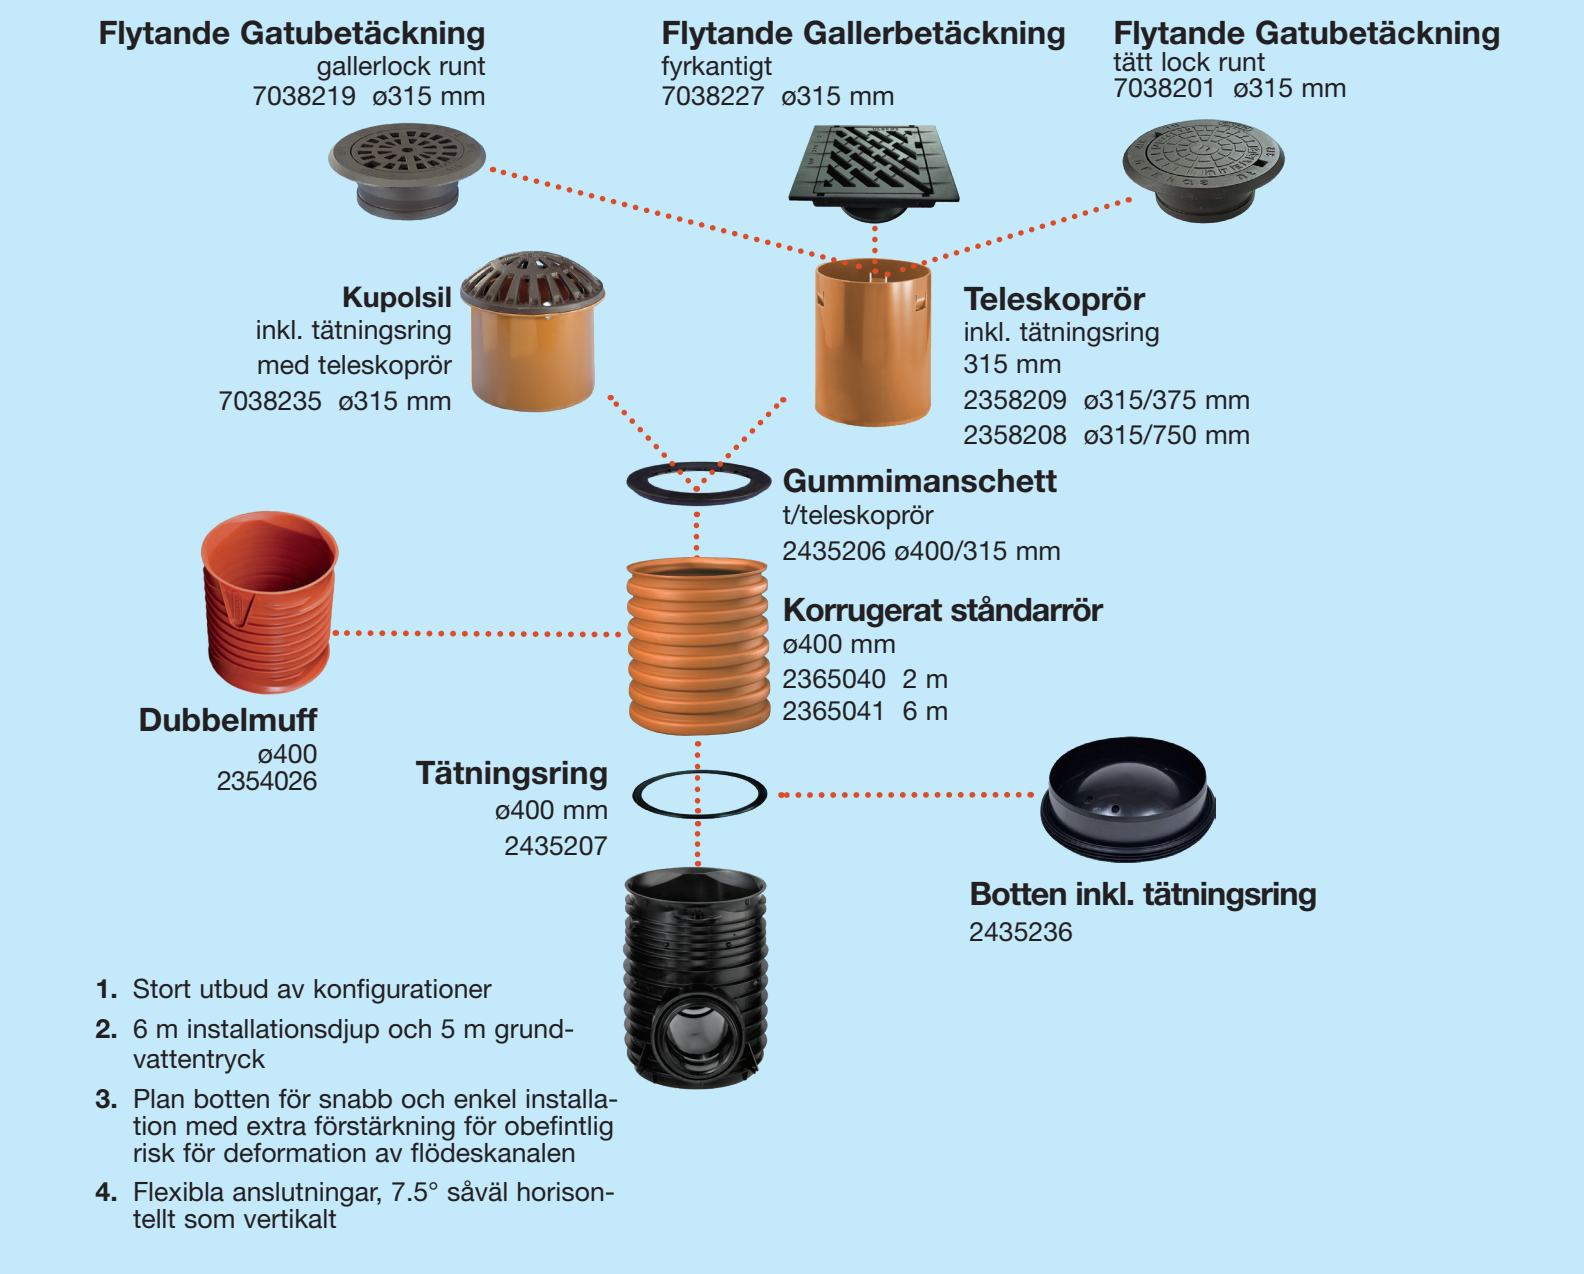 Flytande Gatubetäckning
gallerlock runt
7038219 ø315 mm
Flytande Gallerbetäckning
fyrkantigt
7038227 ø315 mm
Flytande Gatubetäckning
tätt lock runt
7038201 ø315 mm
Kupolsil
inkl. tätningsring
med teleskoprör
7038235 ø315 mm
Teleskoprör
inkl. tätningsring
315 mm
2358209 ø315/375 mm
2358208 ø315/750 mm
Gummimanschett
t/teleskoprör
2435206 ø400/315 mm
Korrugerat ståndarrör
ø400 mm
2365040 2 m
2365041 6 m
Dubbelmuff
ø400
2354026
Tätningsring
ø400 mm
2435207
Botten inkl. tätningsring
2435236
1. Stort utbud av konfigurationer
2. 6 m installationsdjup och 5 m grund-
vattentryck
3. Plan botten för snabb och enkel installa-
tion med extra förstärkning för obefintlig
risk för deformation av flödeskanalen
4. Flexibla anslutningar, 7.5° såväl horison-
tellt som vertikalt